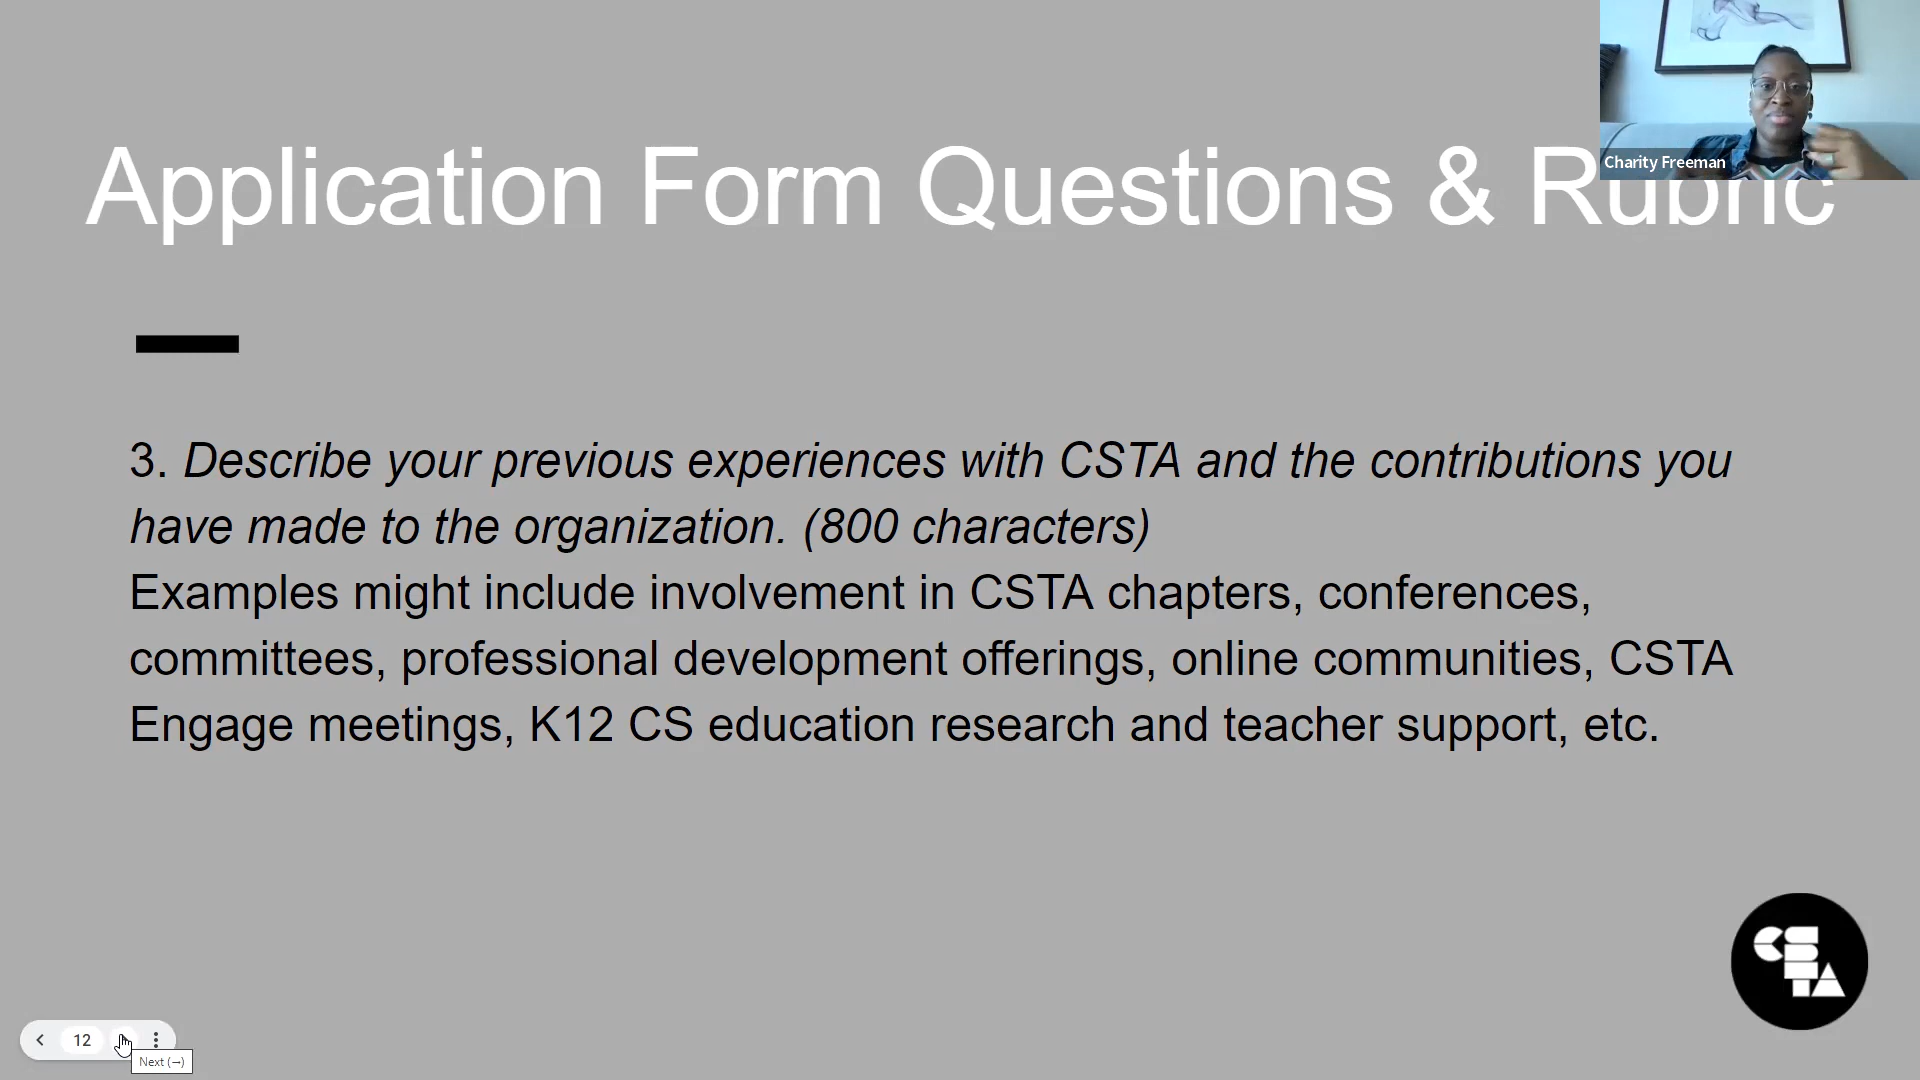 Application Form Questions & Rubric
Charity Freeman
3. Describe your previous experiences with CSTA and the contributions you
have made to the organization. (800 characters)
Examples might include involvement in CSTA chapters, conferences,
committees, professional development offerings, online communities, CSTA
Engage meetings, K12 CS education research and teacher support, etc.
CSTA
12
Next (→)